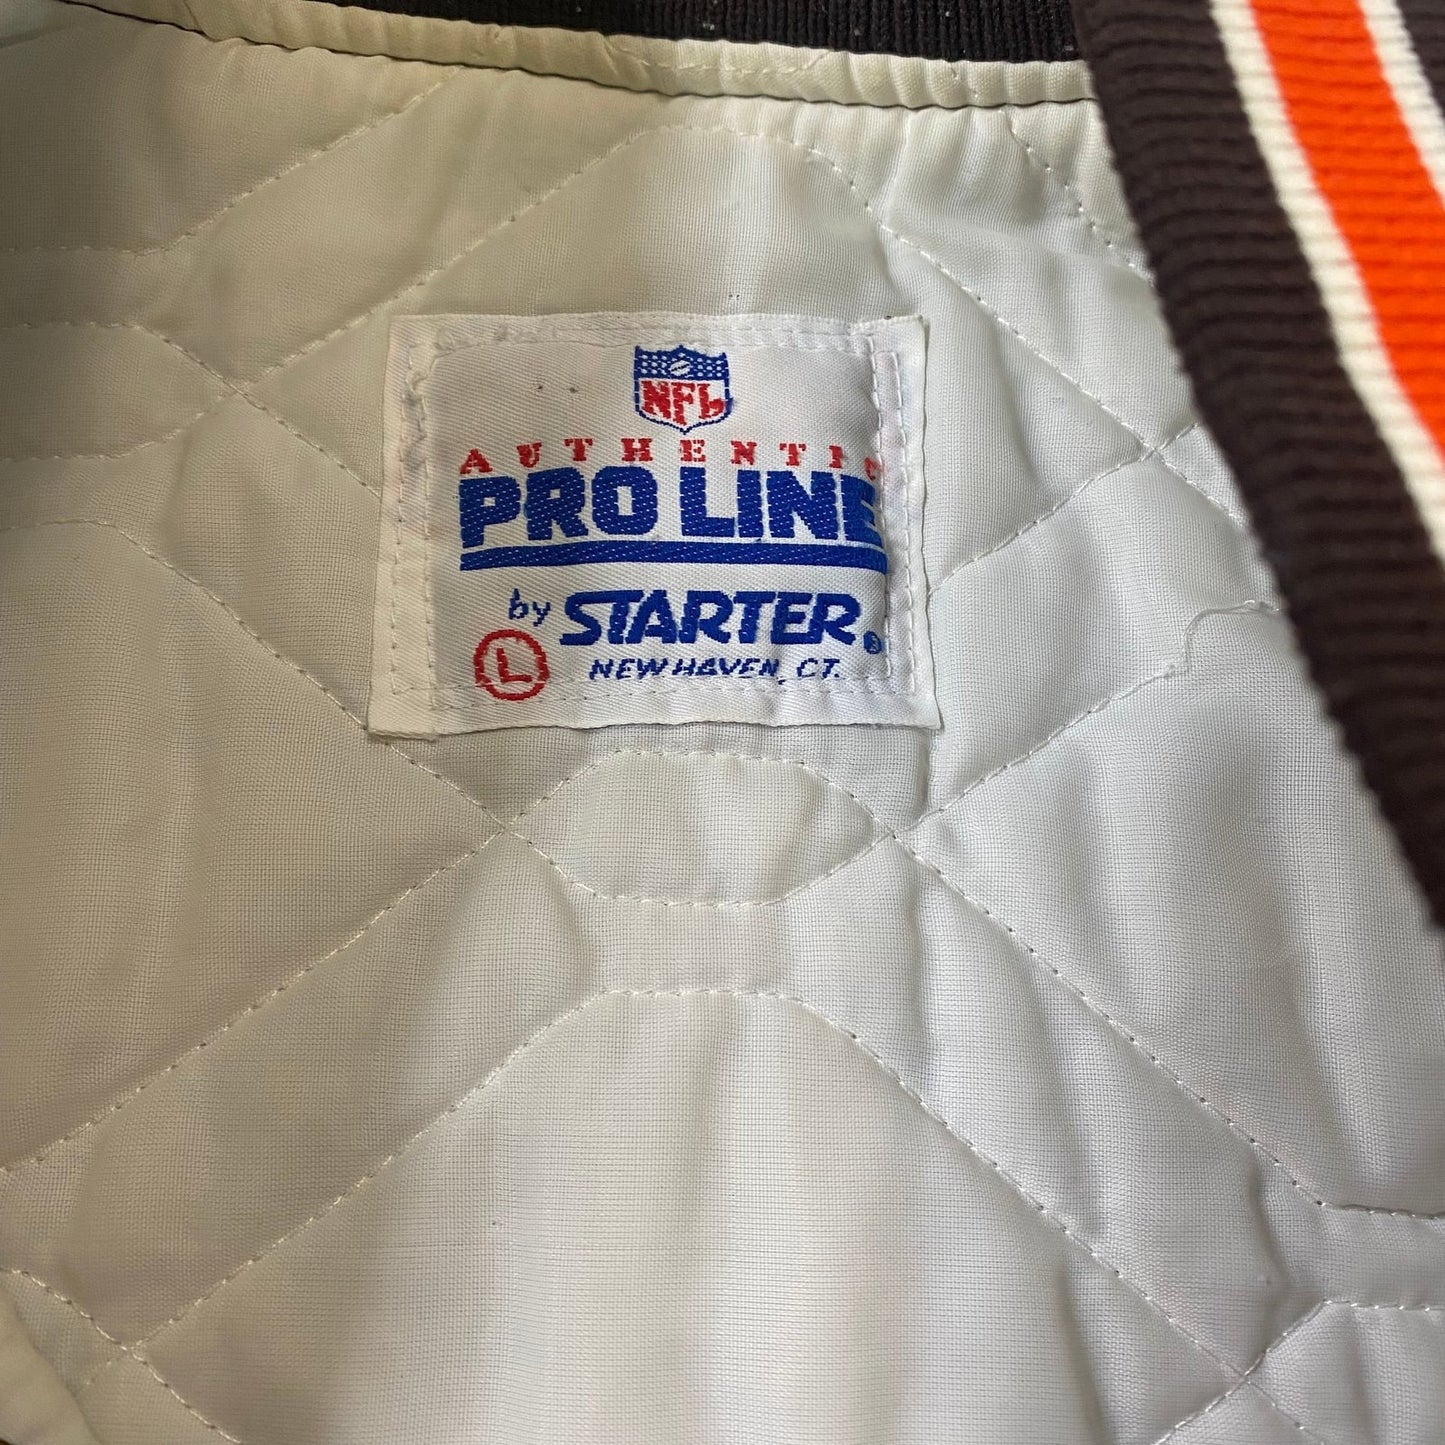 NFL
AUTHENTIC
PRO LINE
by STARTER®
L NEW HAVEN, CT.